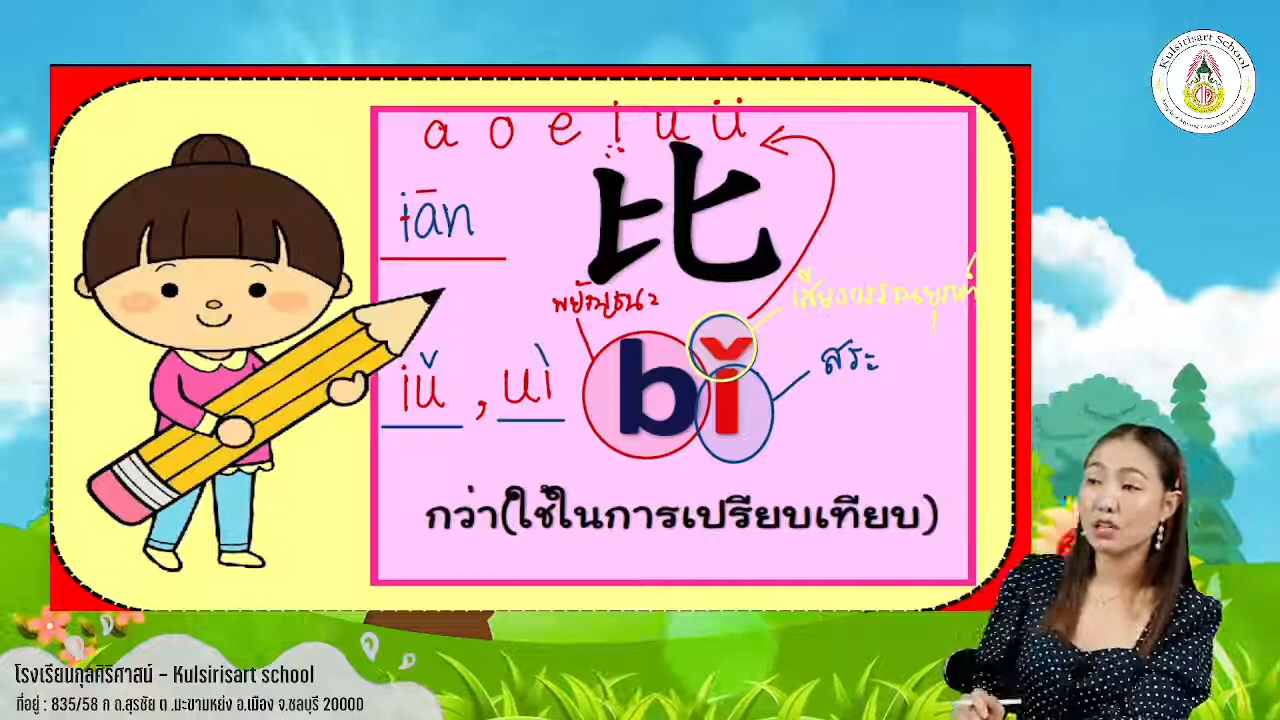 Kulsirisart School
a o e i u ü
比
iān
พยัญชนะ
เสียงวรรณยุกต์
bǐ
สระ
iǔ , uì
กว่า(ใช้ในการเปรียบเทียบ)
โรงเรียนกุลศิริศาสน์ - Kulsirisart school
ที่อยู่ : 835/58 ก ถ.สุรชัย ต .มะขามหย่ง อ.เมือง จ.ชลบุรี 20000